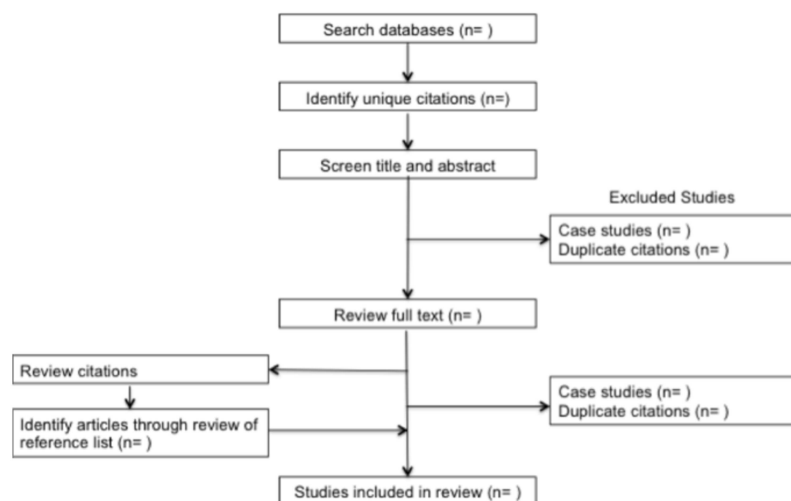 Search databases (n= )
Identify unique citations (n=)
Screen title and abstract
Excluded Studies
Case studies (n= )
Duplicate citations (n= )
Review full text (n= )
Review citations
Case studies (n= )
Duplicate citations (n= )
Identify articles through review of
reference list (n= )
Studies included in review (n= )